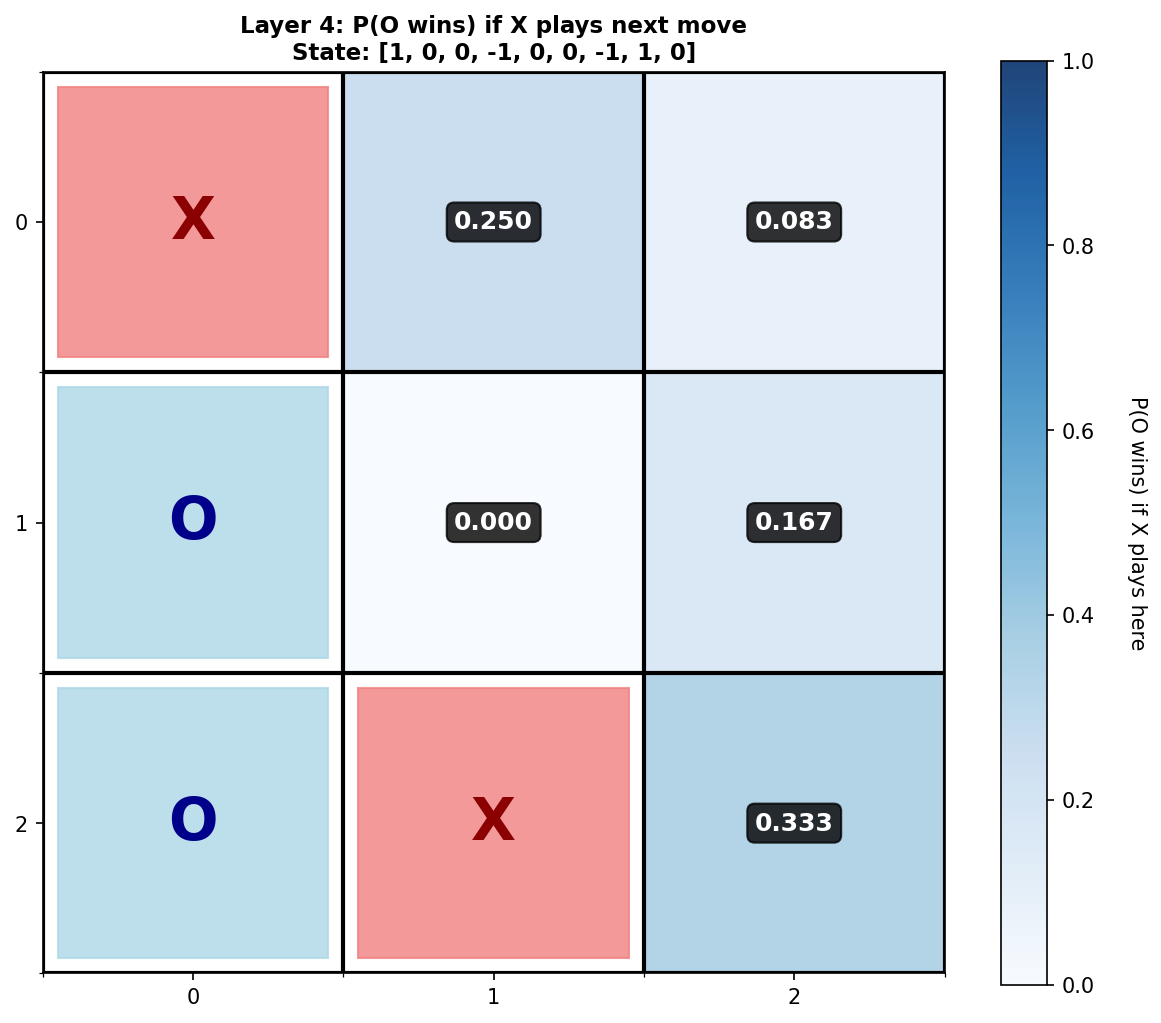 Layer 4: P(O wins) if X plays next move
State: [1, 0, 0, -1, 0, 0, -1, 1, 0]
0
X
0.250
0.083
1
O
0.000
0.167
2
O
X
0.333
0
1
2
1.0
0.8
0.6
0.4
0.2
0.0
P(O wins) if X plays here